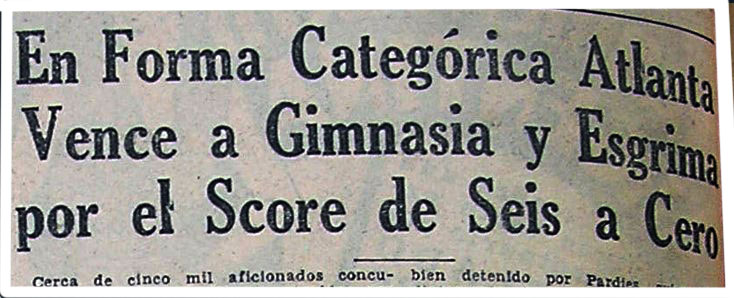 En Forma Categórica Atlanta
Vence a Gimnasia y Esgrima
por el Score de Seis a Cero
Cerca de cinco mil aficionados concu-
bien detenido por Pardies